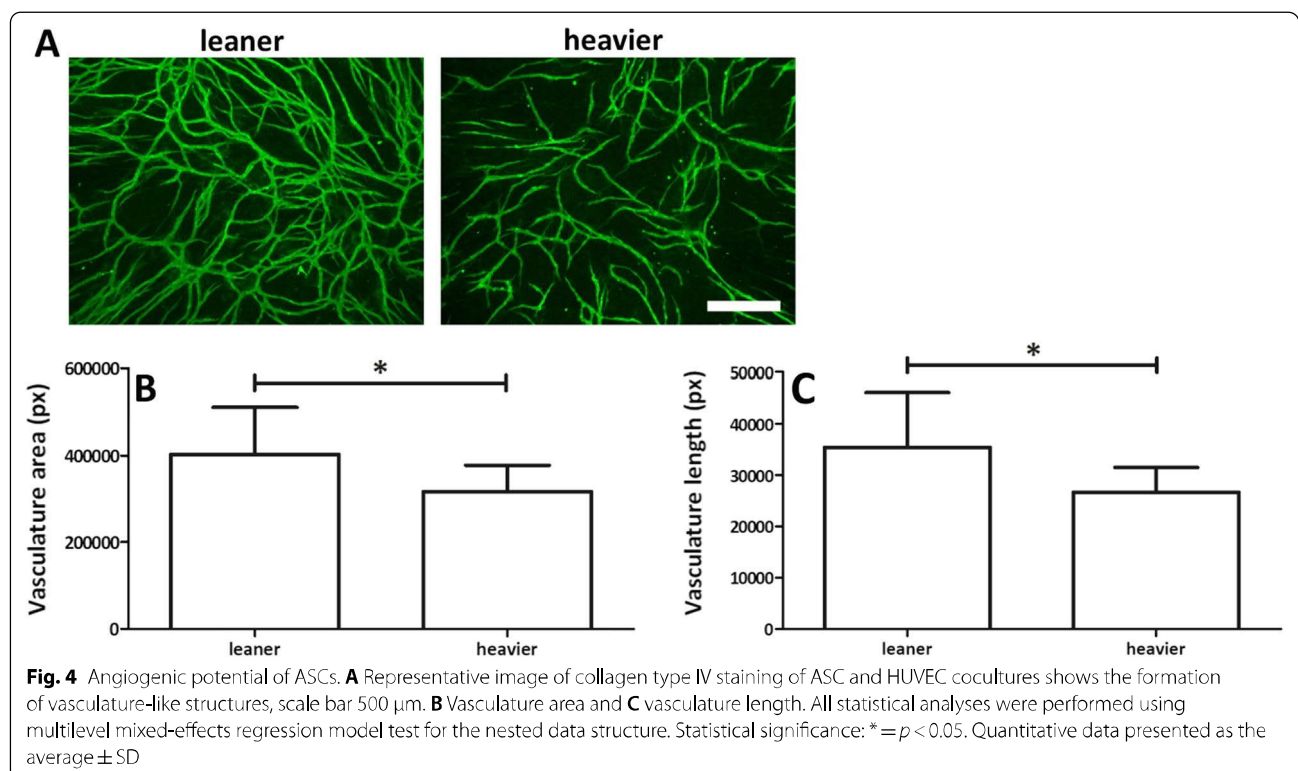 A
leaner
heavier
B
Vasculature area (px)
600000
400000
200000
0
*
leaner
heavier
C
Vasculature length (px)
50000
40000
30000
20000
10000
0
*
leaner
heavier
Fig. 4 Angiogenic potential of ASCs. A Representative image of collagen type IV staining of ASC and HUVEC cocultures shows the formation
of vasculature-like structures, scale bar 500 µm. B Vasculature area and C vasculature length. All statistical analyses were performed using
multilevel mixed-effects regression model test for the nested data structure. Statistical significance: * = p < 0.05. Quantitative data presented as the
average ± SD